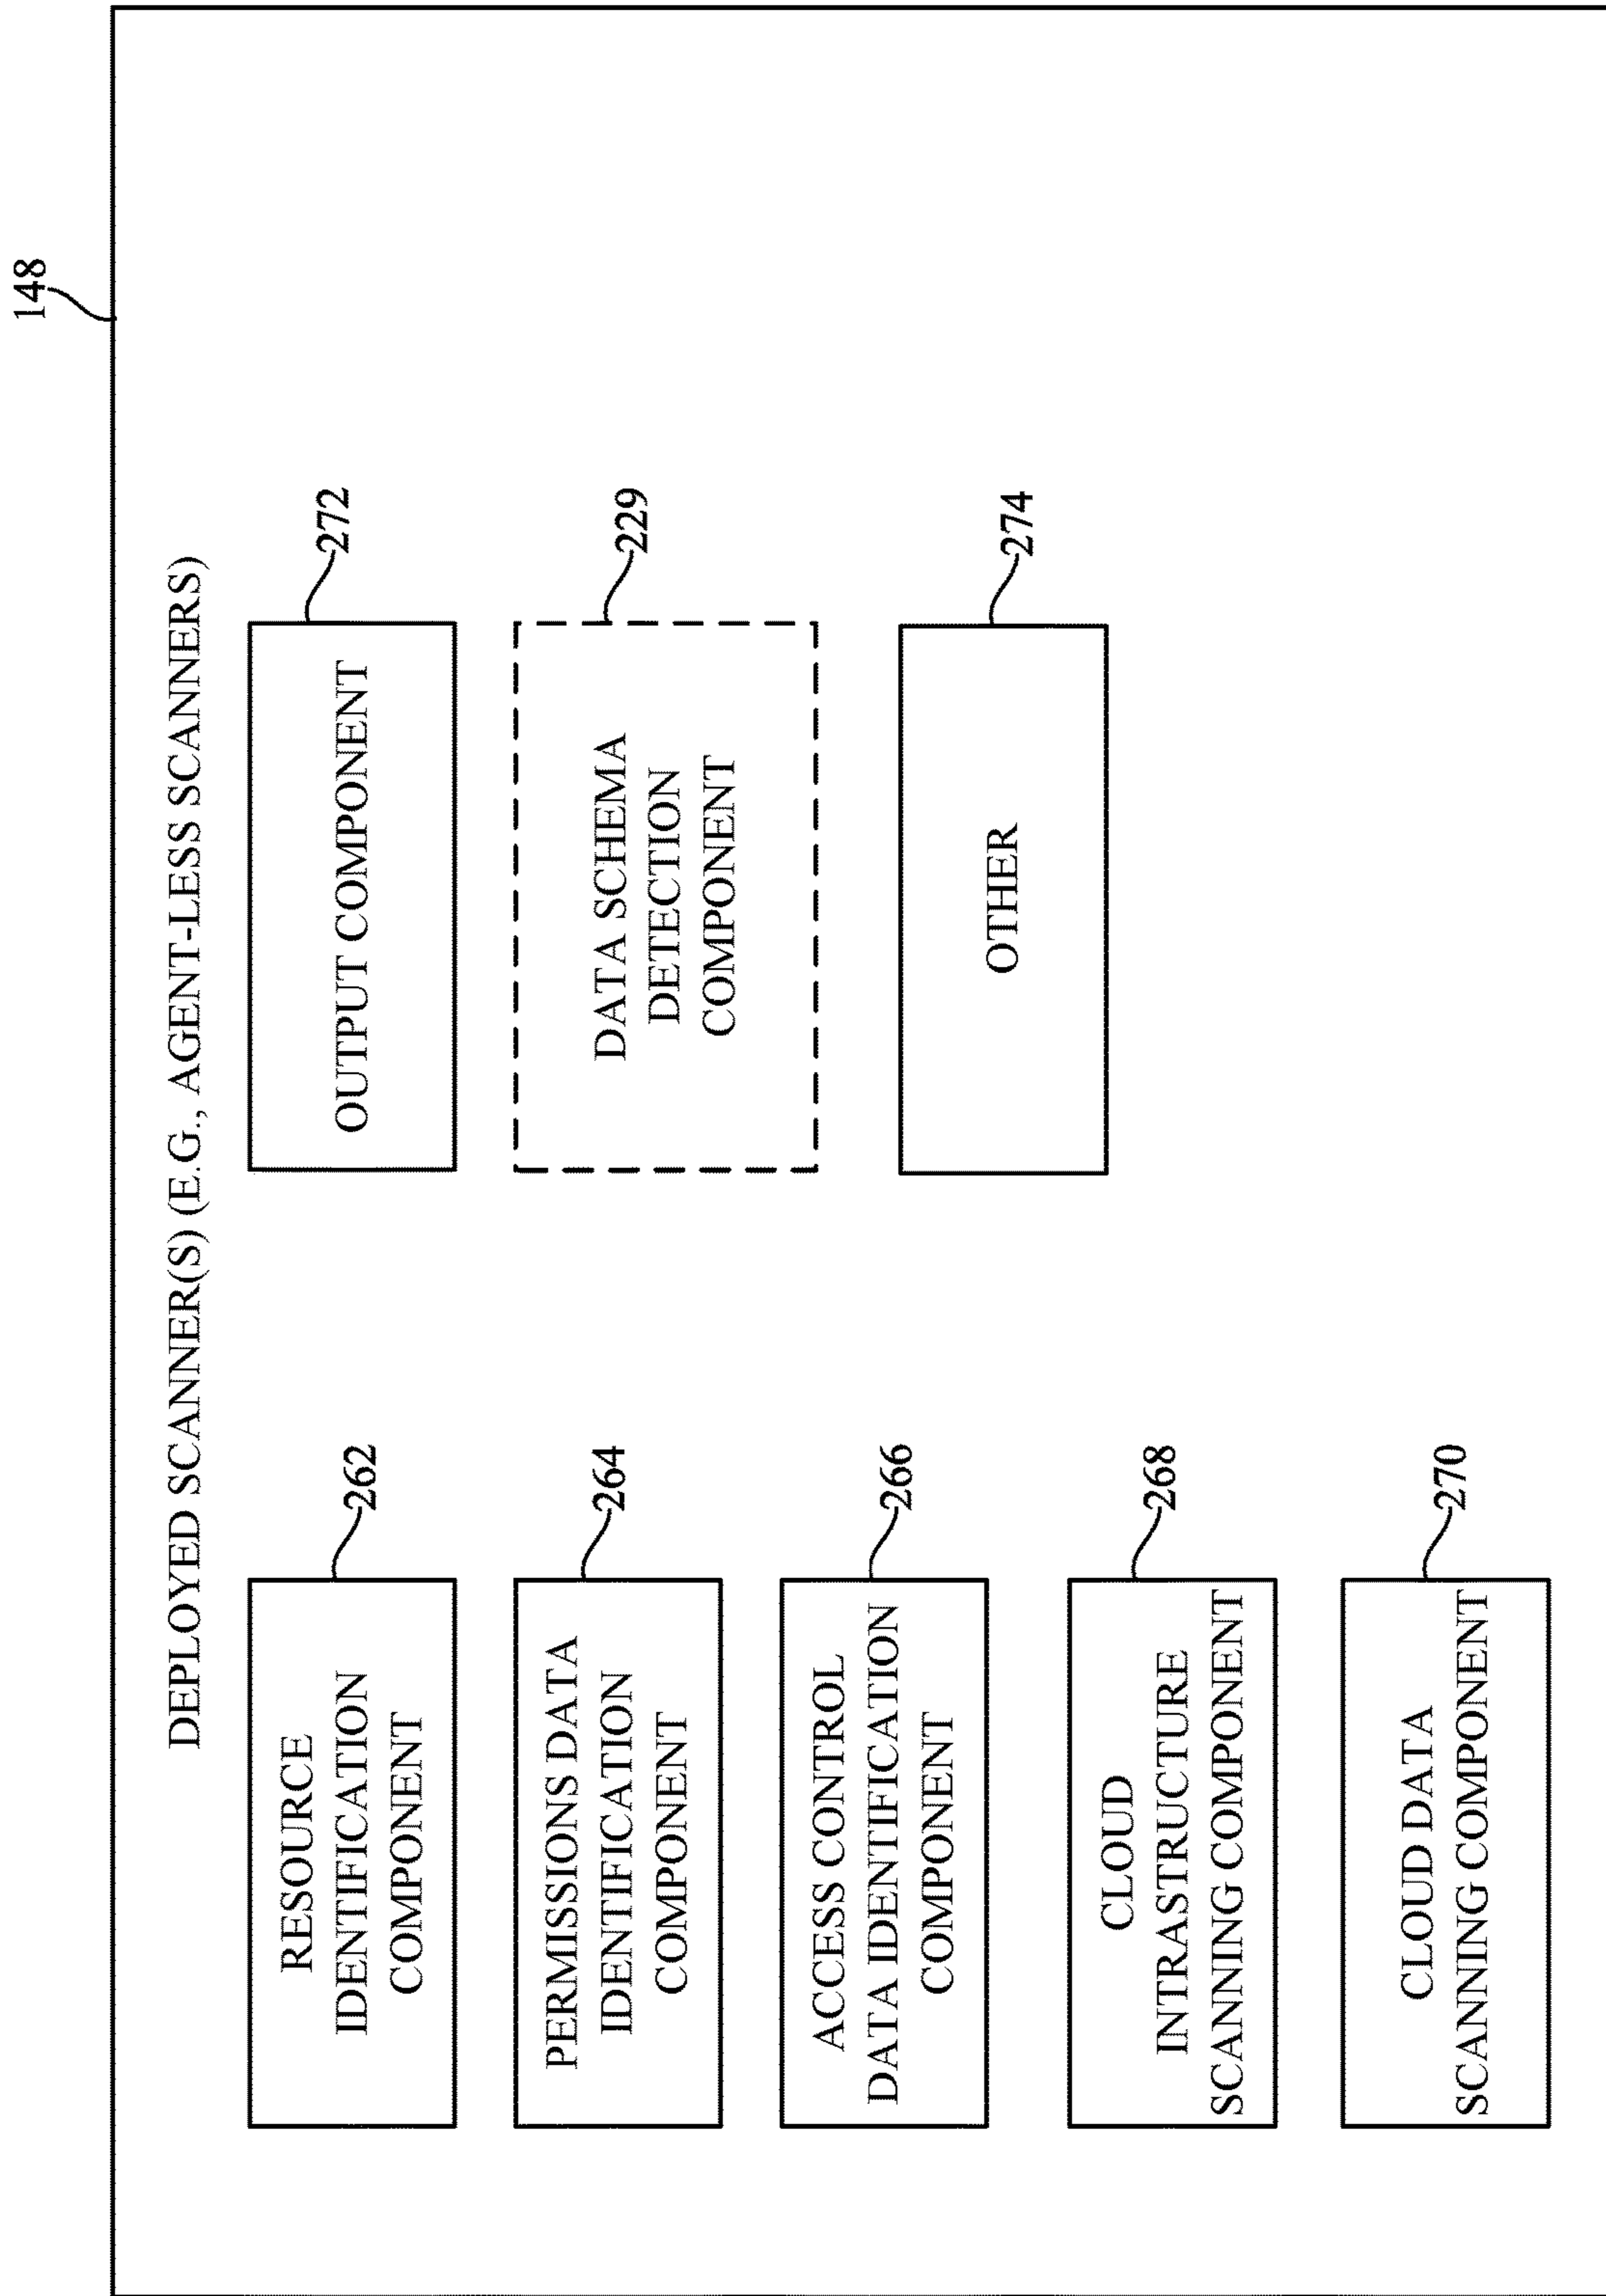 148
DEPLOYED SCANNER(S) (E.G., AGENT-LESS SCANNERS)
262
RESOURCE
IDENTIFICATION
COMPONENT
264
PERMISSIONS DATA
IDENTIFICATION
COMPONENT
266
ACCESS CONTROL
DATA IDENTIFICATION
COMPONENT
268
CLOUD
INTRASTRUCTURE
SCANNING COMPONENT
270
CLOUD DATA
SCANNING COMPONENT
272
OUTPUT COMPONENT
229
DATA SCHEMA
DETECTION
COMPONENT
274
OTHER